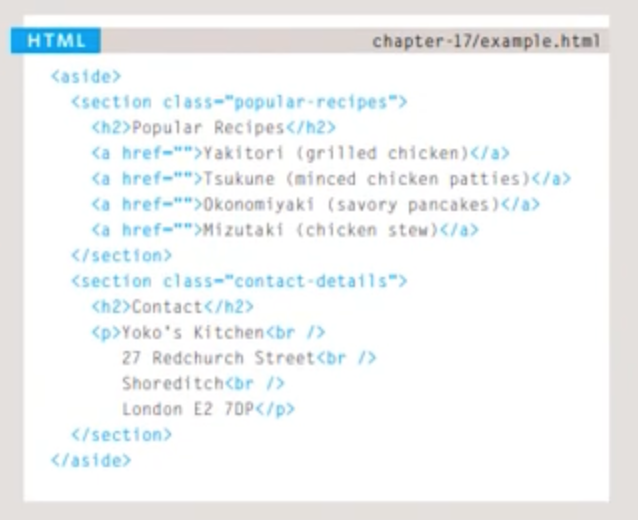 HTML
chapter-17/example.html
<aside>
<section class="popular-recipes">
<h2>Popular Recipes</h2>
<a href="">Yakitori (grilled chicken)</a>
<a href="">Tsukune (minced chicken patties)</a>
<a href="">Okonomiyaki (savory pancakes)</a>
<a href="">Mizutaki (chicken stew)</a>
</section>
<section class="contact-details">
<h2>Contact</h2>
<p>Yoko's Kitchen<br />
27 Redchurch Street<br />
Shoreditch<br />
London E2 7DP</p>
</section>
</aside>